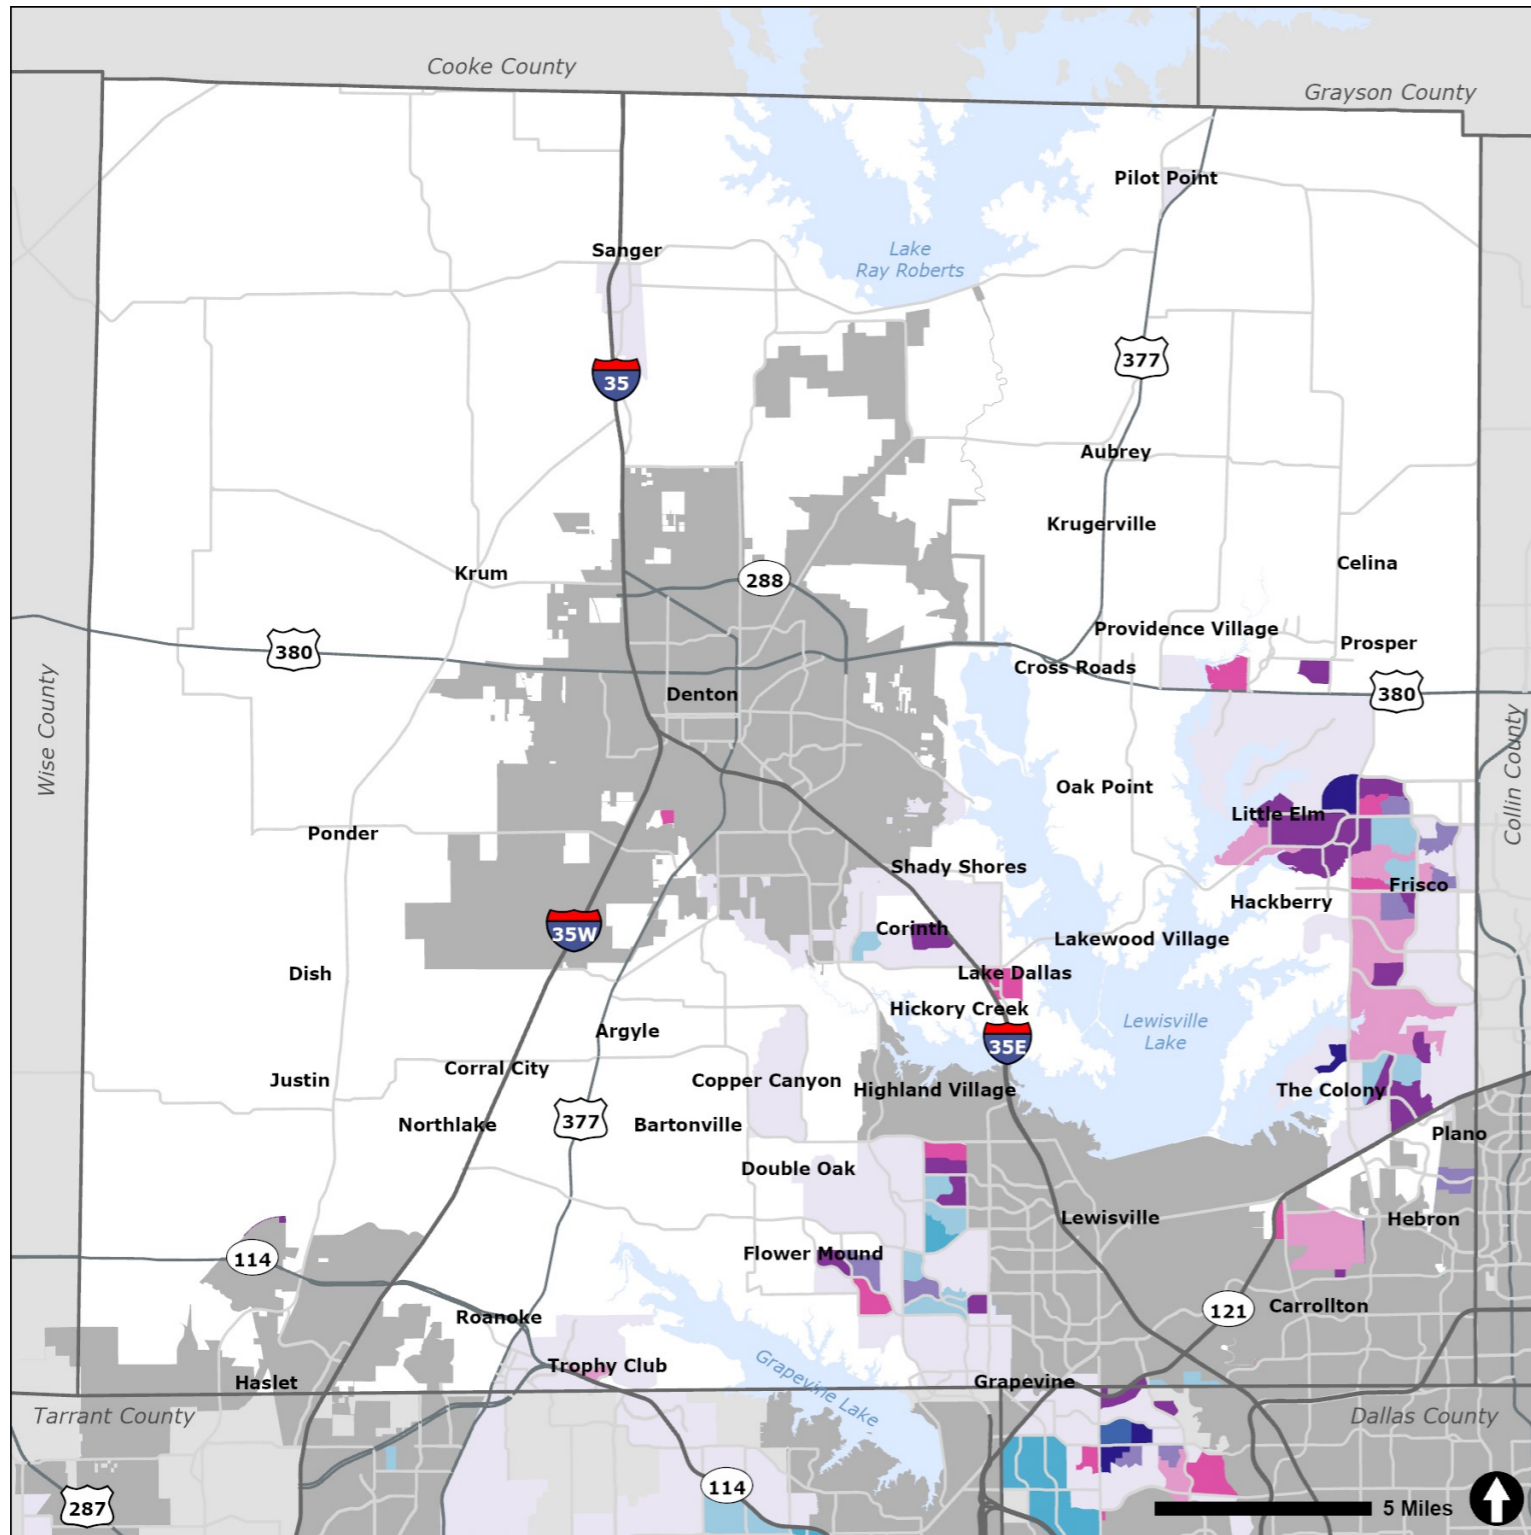 Cooke County
Grayson County
Pilot Point
Sanger
Lake
Ray Roberts
377
35
Aubrey
Krugerville
Celina
Krum
288
Providence Village
Prosper
380
Cross Roads
Denton
380
Wise County
Collin County
Oak Point
Little Elm
Ponder
Shady Shores
Frisco
Hackberry
Corinth
35W
Lakewood Village
Dish
Lake Dallas
Hickory Creek
Lewisville
Lake
Argyle
35E
Corral City
Justin
Copper Canyon
Highland Village
The Colony
377
Northlake
Bartonville
Plano
Double Oak
Lewisville
Hebron
Flower Mound
114
121
Carrollton
Roanoke
Trophy Club
Haslet
Grapevine
Grapevine Lake
Tarrant County
Dallas County
114
287
5 Miles